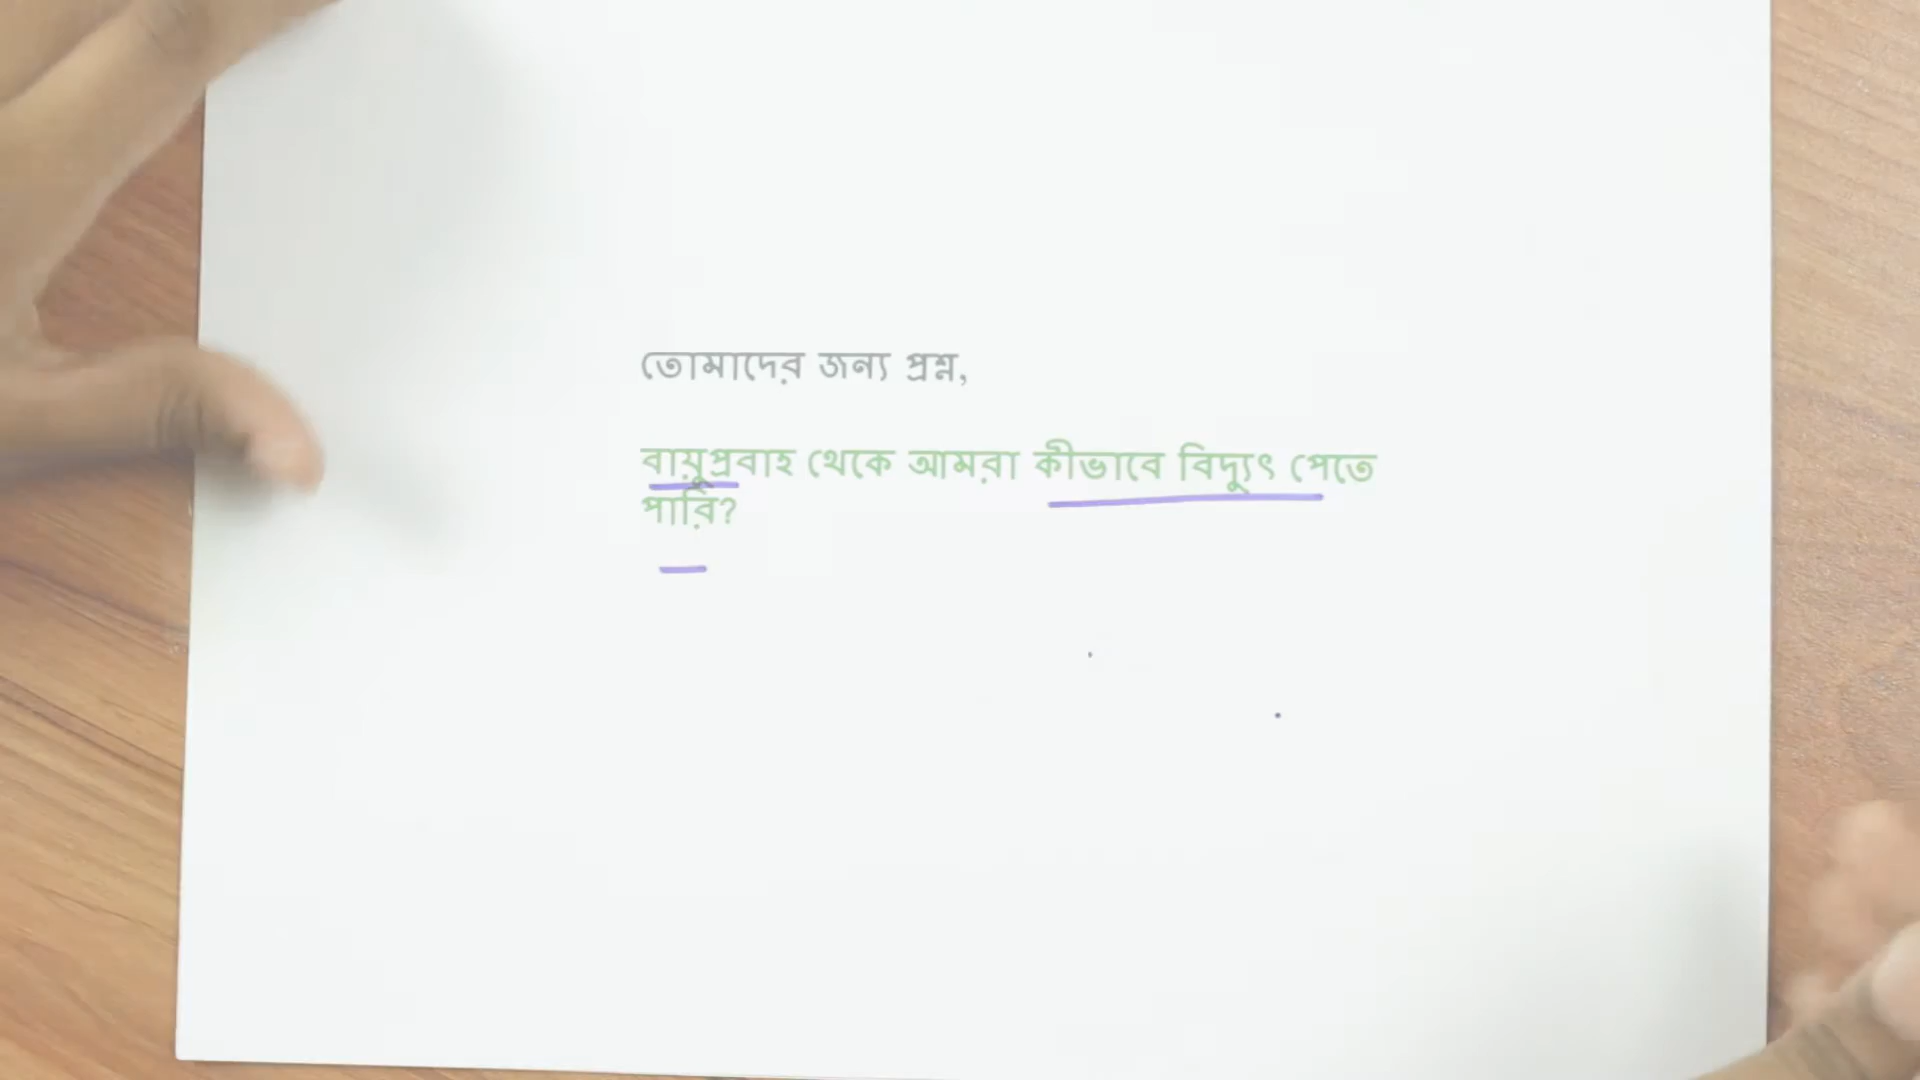 তোমাদের জন্য প্রশ্ন,
বায়ুপ্রবাহ থেকে আমরা কীভাবে বিদ্যুৎ পেতে
পারি?